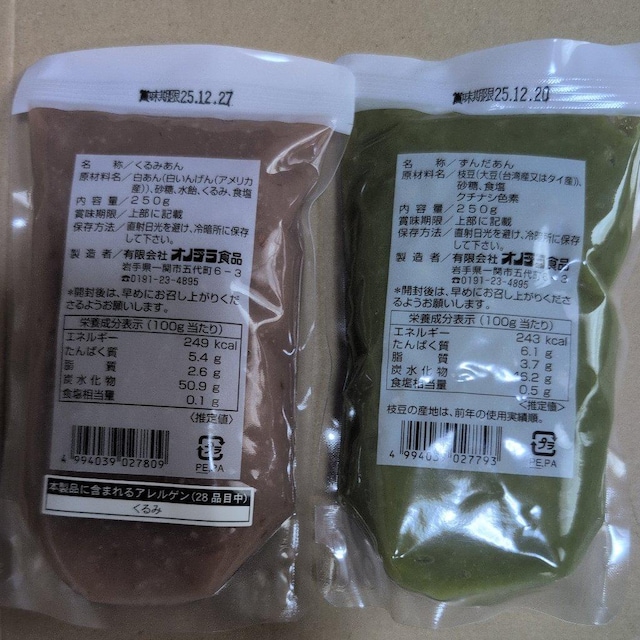 賞味期限25.12.27
名称/くるみあん
原材料名/白あん(白いんげん(アメリカ
産))、砂糖、水飴、くるみ、食塩
内容量/250g
賞味期限/上部に記載
保存方法/直射日光を避け、冷暗所に保存
して下さい。
製造者/有限会社 オノデラ食品
岩手県一関市五代町6-3
☎0191-23-4895
*開封後は、早めにお召し上がりくだ
さるようお願いします。
栄養成分表示(100g当たり)
エネルギー 249 kcal
たんぱく質 5.4 g
脂質 2.6 g
炭水化物 50.9 g
食塩相当量 0.1 g
〈推定値〉
4 994039 027809
プラ
PE,PA
本製品に含まれるアレルゲン(28品目中)
くるみ
賞味期限25.12.20
名称/ずんだあん
原材料名/枝豆(大豆(台湾産又はタイ産))、
砂糖、食塩
クチナシ色素
内容量/250g
賞味期限/上部に記載
保存方法/直射日光を避け、冷暗所に保存
して下さい。
製造者/有限会社 オノデラ食品
岩手県一関市五代町6-3
☎0191-23-4895
*開封後は、早めにお召し上がりくだ
さるようお願いします。
栄養成分表示(100g当たり)
エネルギー 243 kcal
たんぱく質 6.1 g
脂質 3.7 g
炭水化物 g
食塩相当量 0.5 g
〈推定値〉
枝豆の産地は、前年の使用実績順。
4 994039 027793
プラ
PE,PA